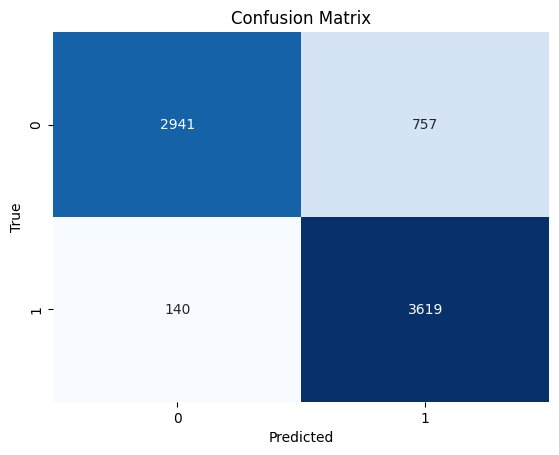 Confusion Matrix
True
0
2941
757
1
140
3619
0
1
Predicted